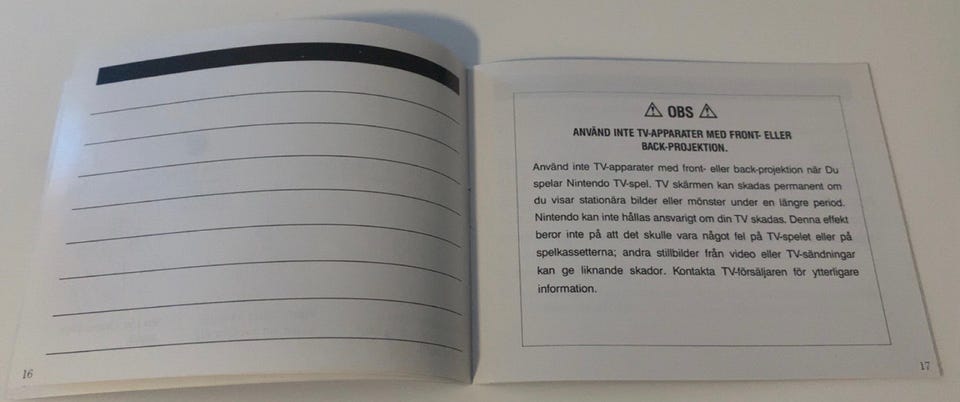 16
⚠ OBS ⚠
ANVÄND INTE TV-APPARATER MED FRONT- ELLER
BACK-PROJEKTION.
Använd inte TV-apparater med front- eller back-projektion när Du
spelar Nintendo TV-spel. TV skärmen kan skadas permanent om
du visar stationära bilder eller mönster under en längre period.
Nintendo kan inte hållas ansvarigt om din TV skadas. Denna effekt
beror inte på att det skulle vara något fel på TV-spelet eller på
spelkassetterna; andra stillbilder från video eller TV-sändningar
kan ge liknande skador. Kontakta TV-försäljaren för ytterligare
information.
17